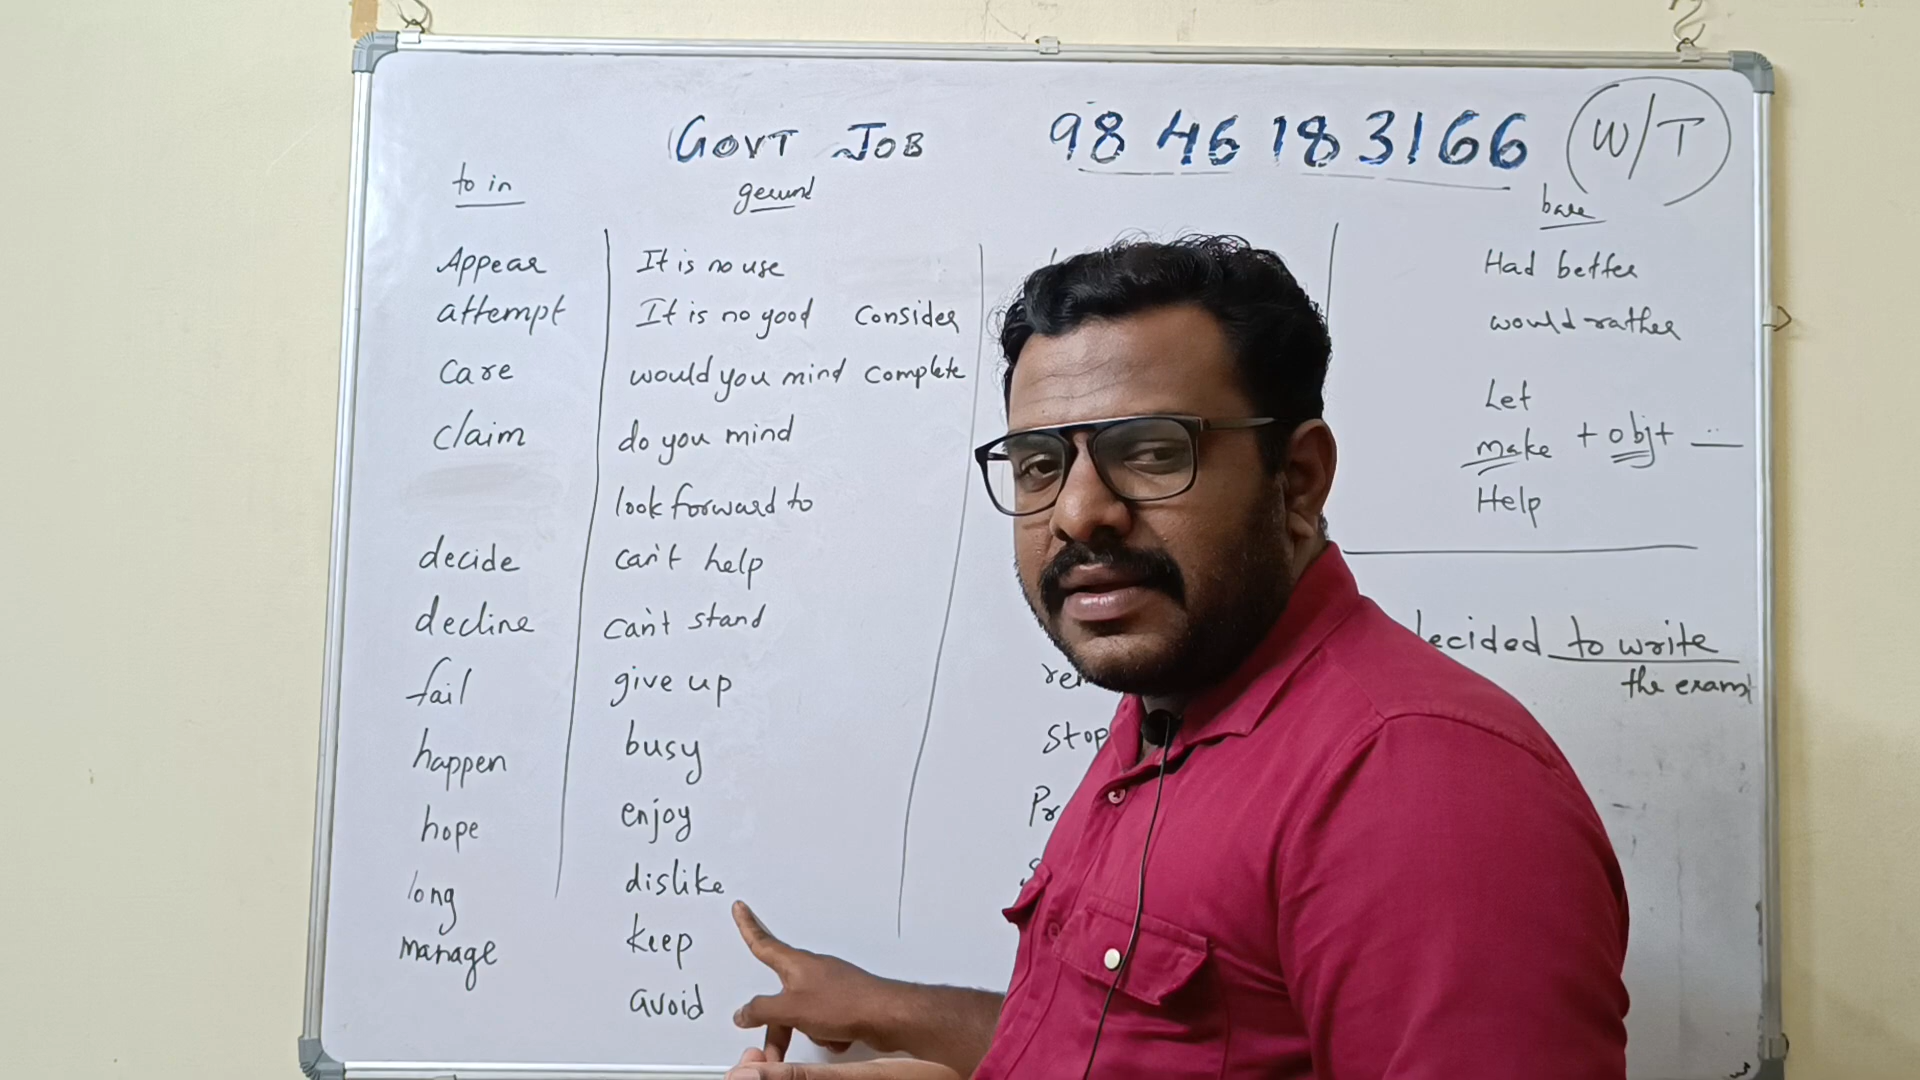 GOVT JOB 98 46 18 3166 W/T
to in
Appear
attempt
care
claim
decide
decline
fail
happen
hope
long
manage
gerund
It is no use
It is no good consider
would you mind complete
do you mind
look forward to
can't help
can't stand
give up
busy
enjoy
dislike
keep
avoid
stop
bare
Had better
would rather
Let
make + obj + ...
Help
ecided to write
the exam